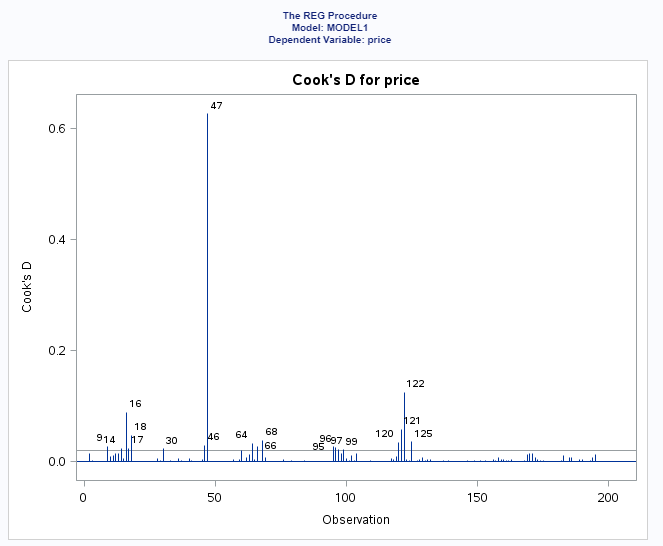 The REG Procedure
Model: MODEL1
Dependent Variable: price
Cook's D for price
47
0.6
0.4
Cook's D
0.2
122
16
18
121
9 14 17 30 46 64 68 66 95 96 97 99 120 125
0.0
0 50 100 150 200
Observation